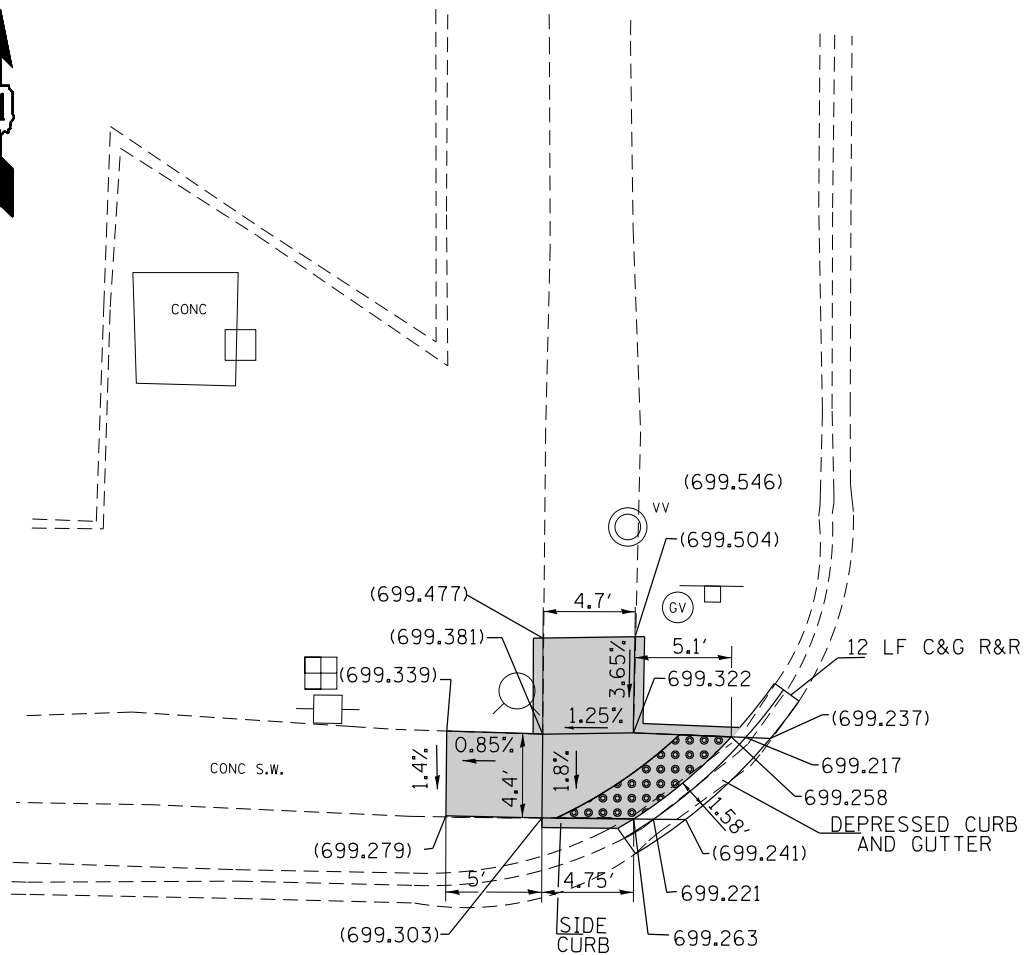 CONC
(699.546)
VV
(699.504)
(699.477)
4.7'
GV
(699.381)
5.1'
12 LF C&G R&R
(699.339)
3.65%
699.322
1.25%
(699.237)
0.85%
1.4%
4.4'
1.8%
CONC S.W.
699.217
699.258
1.58'
DEPRESSED CURB
AND GUTTER
(699.279)
(699.241)
5'
4.75'
699.221
(699.303)
SIDE
CURB
699.263